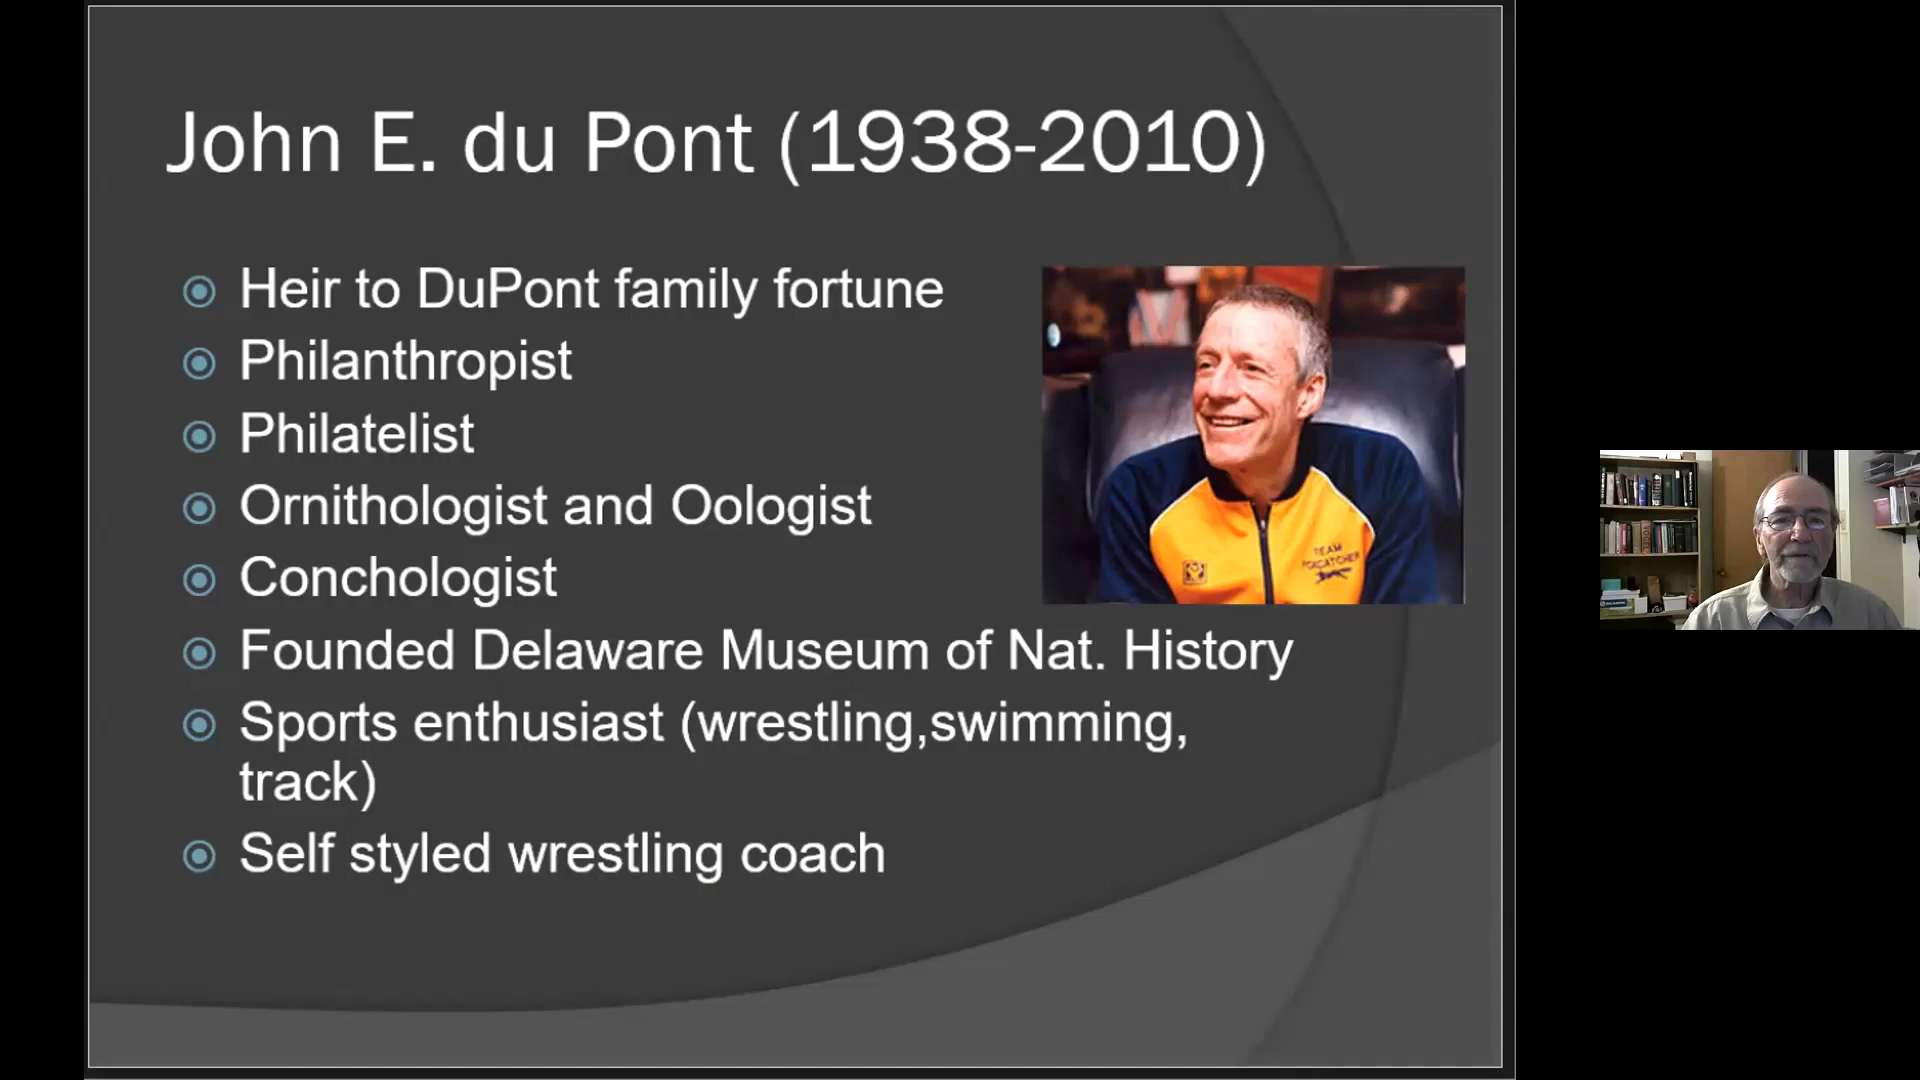 John E. du Pont (1938-2010)
Heir to DuPont family fortune
Philanthropist
Philatelist
Ornithologist and Oologist
Conchologist
Founded Delaware Museum of Nat. History
Sports enthusiast (wrestling,swimming,
track)
Self styled wrestling coach
TEAM
FOXCATCHER